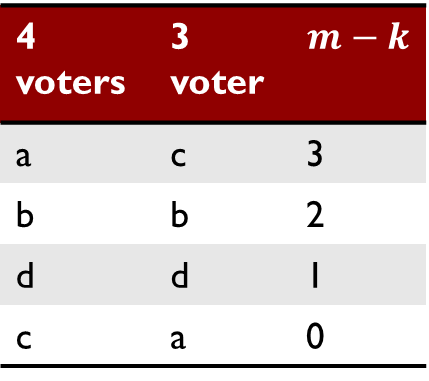 4 voters 3 voter m − k
a c 3
b b 2
d d 1
c a 0